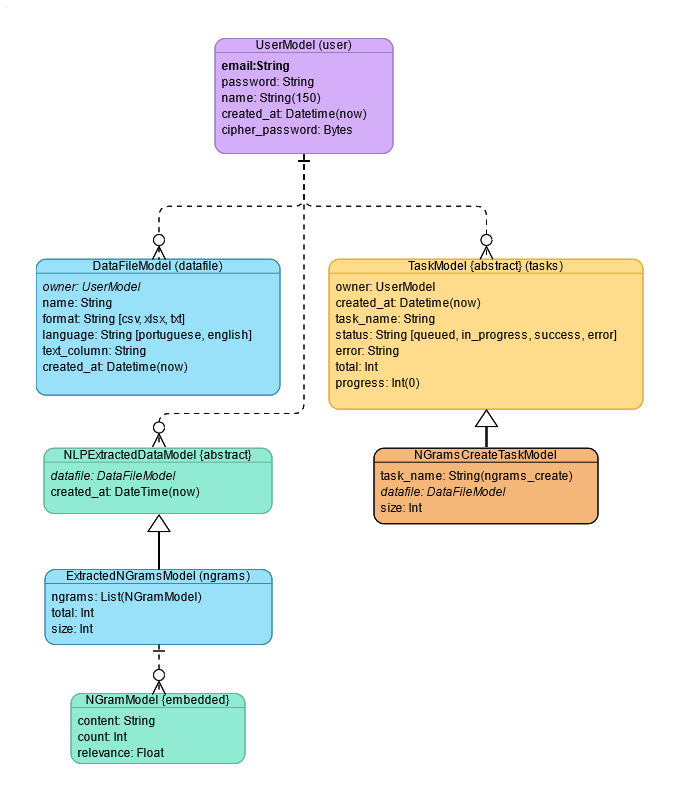 UserModel (user)
email:String
password: String
name: String(150)
created_at: Datetime(now)
cipher_password: Bytes
DataFileModel (datafile)
owner: UserModel
name: String
format: String [csv, xlsx, txt]
language: String [portuguese, english]
text_column: String
created_at: Datetime(now)
TaskModel {abstract} (tasks)
owner: UserModel
created_at: Datetime(now)
task_name: String
status: String [queued, in_progress, success, error]
error: String
total: Int
progress: Int(0)
NLPExtractedDataModel {abstract}
datafile: DataFileModel
created_at: DateTime(now)
NGramsCreateTaskModel
task_name: String(ngrams_create)
datafile: DataFileModel
size: Int
ExtractedNGramsModel (ngrams)
ngrams: List(NGramModel)
total: Int
size: Int
NGramModel {embedded}
content: String
count: Int
relevance: Float